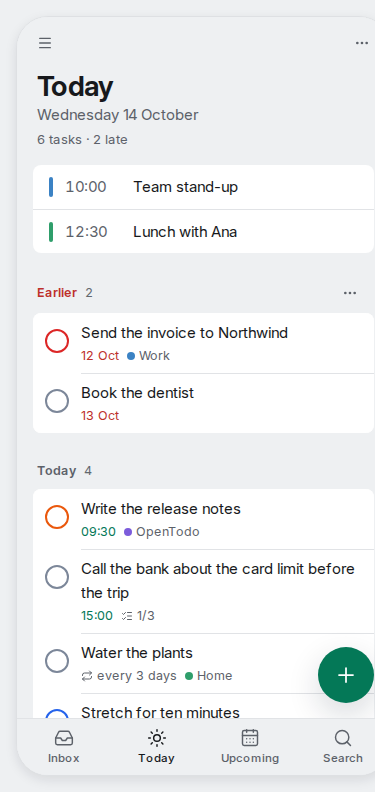 Today
Wednesday 14 October
6 tasks · 2 late
10:00 Team stand-up
12:30 Lunch with Ana
Earlier 2
Send the invoice to Northwind
12 Oct Work
Book the dentist
13 Oct
Today 4
Write the release notes
09:30 OpenTodo
Call the bank about the card limit before
the trip
15:00 1/3
Water the plants
every 3 days Home
Stretch for ten minutes
Inbox Today Upcoming Search